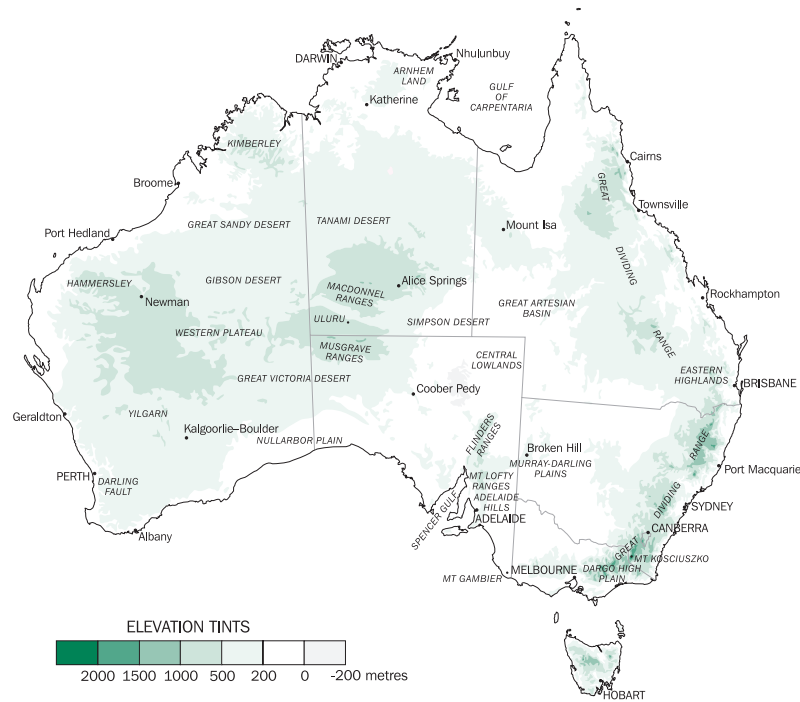 DARWIN
Nhulunbuy
ARNHEM
LAND
GULF
OF
CARPENTARIA
Katherine
KIMBERLEY
Cairns
Broome
GREAT
Townsville
GREAT SANDY DESERT
TANAMI DESERT
Mount Isa
Port Hedland
DIVIDING
HAMMERSLEY
GIBSON DESERT
Alice Springs
MACDONNEL
RANGES
Newman
Rockhampton
GREAT ARTESIAN
BASIN
ULURU
SIMPSON DESERT
WESTERN PLATEAU
RANGE
MUSGRAVE
RANGES
CENTRAL
LOWLANDS
EASTERN
HIGHLANDS
GREAT VICTORIA DESERT
BRISBANE
Coober Pedy
Geraldton
YILGARN
Kalgoorlie–Boulder
NULLARBOR PLAIN
FLINDERS
RANGES
RANGE
Broken Hill
MURRAY-DARLING
PLAINS
Port Macquarie
PERTH
DARLING
FAULT
MT LOFTY
RANGES
ADELAIDE
HILLS
DIVIDING
SPENCER GULF
ADELAIDE
SYDNEY
CANBERRA
Albany
GREAT
MT KOSCIUSZKO
MELBOURNE
DARGO HIGH
PLAIN
MT GAMBIER
ELEVATION TINTS
2000 1500 1000 500 200 0 -200 metres
HOBART